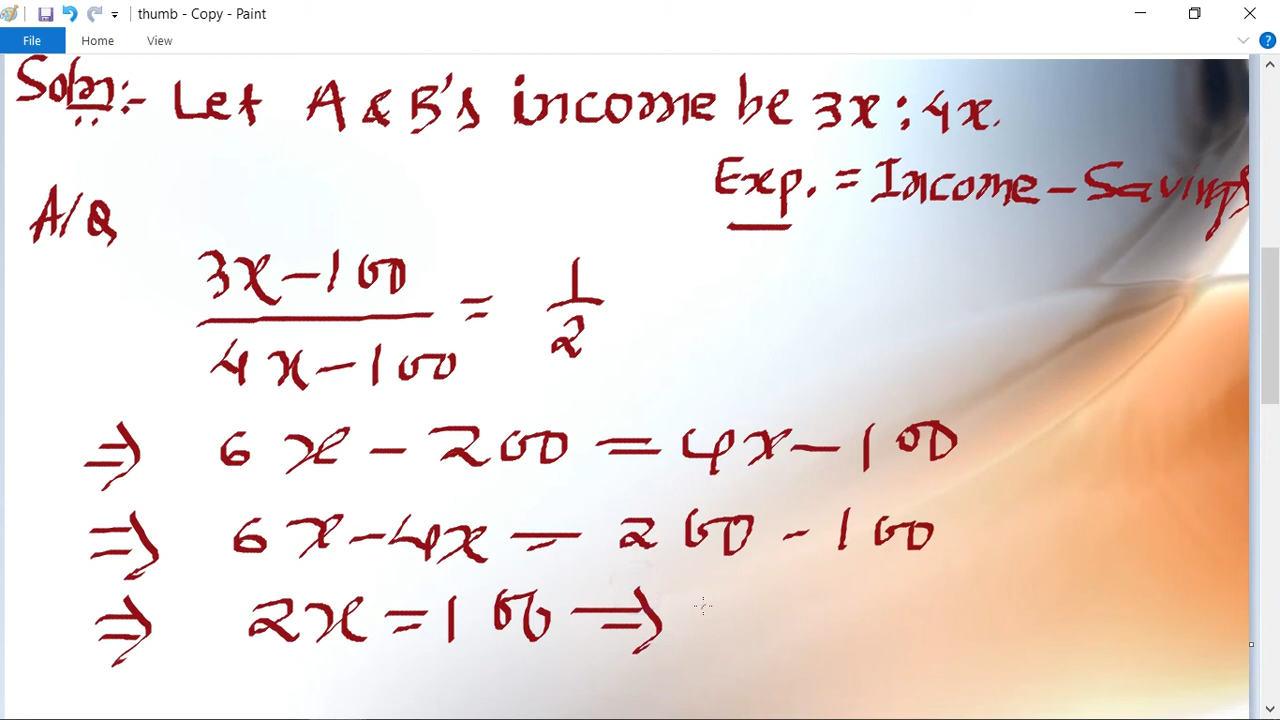 thumb - Copy - Paint
File Home View
Soln:- Let A & B's income be 3x : 4x.
Exp. = Income - Savings
A/Q
3x - 100
4x - 100
=
1
2
⇒ 6x - 200 = 4x - 100
⇒ 6x - 4x = 200 - 100
⇒ 2x = 100 ⇒